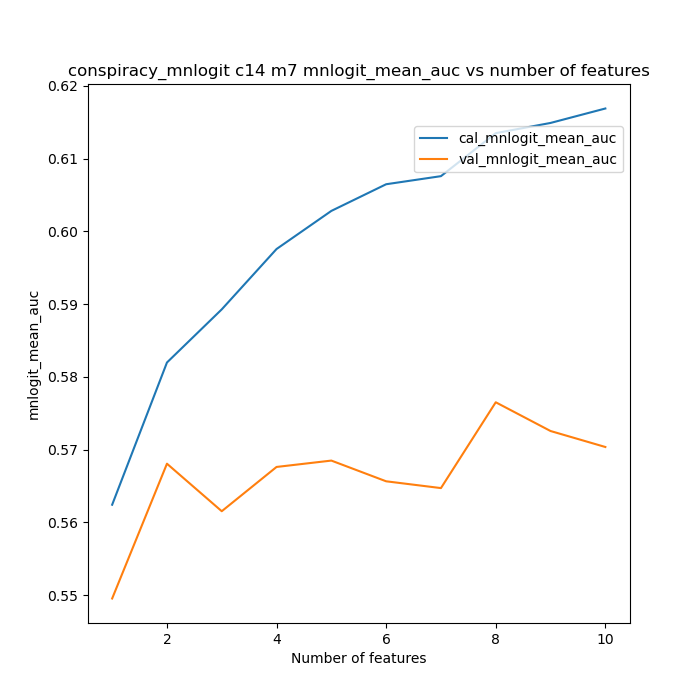 conspiracy_mnlogit c14 m7 mnlogit_mean_auc vs number of features
0.62
0.61
0.60
0.59
0.58
0.57
0.56
0.55
mnlogit_mean_auc
cal_mnlogit_mean_auc
val_mnlogit_mean_auc
2 4 6 8 10
Number of features